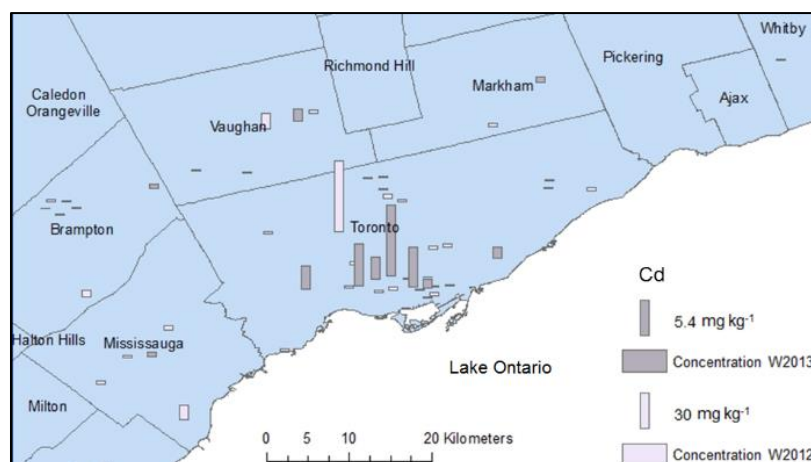 Whitby
Richmond Hill
Pickering
Markham
Ajax
Caledon
Orangeville
Vaughan
Brampton
Toronto
Cd
5.4 mg kg-1
Halton Hills
Mississauga
Lake Ontario
Concentration W2013
Milton
30 mg kg-1
0 5 10 20 Kilometers
Concentration W2012